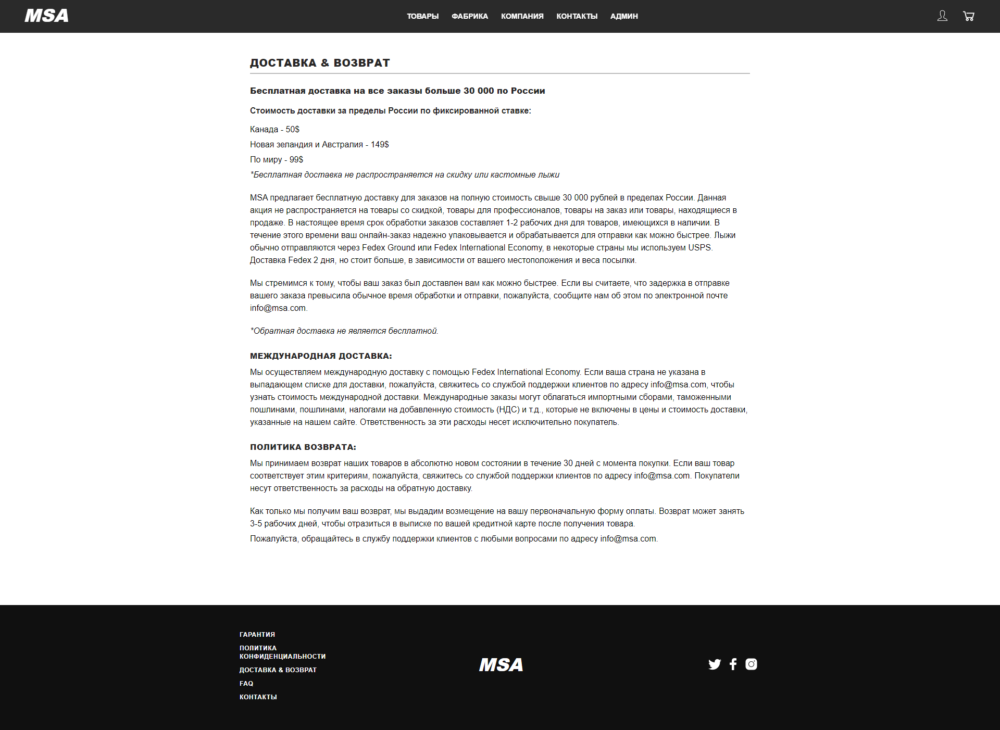 MSA
ТОВАРЫ ФАБРИКА КОМПАНИЯ КОНТАКТЫ АДМИН
ДОСТАВКА & ВОЗВРАТ
Бесплатная доставка на все заказы больше 30 000 по России
Стоимость доставки за пределы России по фиксированной ставке:
Канада - 50$
Новая зеландия и Австралия - 149$
По миру - 99$
*Бесплатная доставка не распространяется на скидку или кастомные лыжи
MSA предлагает бесплатную доставку для заказов на полную стоимость свыше 30 000 рублей в пределах России. Данная
акция не распространяется на товары со скидкой, товары для профессионалов, товары на заказ или товары, находящиеся в
продаже. В настоящее время срок обработки заказов составляет 1-2 рабочих дня для товаров, имеющихся в наличии. В
течение этого времени ваш онлайн-заказ надежно упаковывается и обрабатывается для отправки как можно быстрее. Лыжи
обычно отправляются через Fedex Ground или Fedex International Economy, в некоторые страны мы используем USPS.
Доставка Fedex 2 дня, но стоит больше, в зависимости от вашего местоположения и веса посылки.
Мы стремимся к тому, чтобы ваш заказ был доставлен вам как можно быстрее. Если вы считаете, что задержка в отправке
вашего заказа превысила обычное время обработки и отправки, пожалуйста, сообщите нам об этом по электронной почте
info@msa.com.
*Обратная доставка не является бесплатной.
МЕЖДУНАРОДНАЯ ДОСТАВКА:
Мы осуществляем международную доставку с помощью Fedex International Economy. Если ваша страна не указана в
выпадающем списке для доставки, пожалуйста, свяжитесь со службой поддержки клиентов по адресу info@msa.com, чтобы
узнать стоимость международной доставки. Международные заказы могут облагаться импортными сборами, таможенными
пошлинами, пошлинами, налогами на добавленную стоимость (НДС) и т.д., которые не включены в цены и стоимость доставки,
указанные на нашем сайте. Ответственность за эти расходы несет исключительно покупатель.
ПОЛИТИКА ВОЗВРАТА:
Мы принимаем возврат наших товаров в абсолютно новом состоянии в течение 30 дней с момента покупки. Если ваш товар
соответствует этим критериям, пожалуйста, свяжитесь со службой поддержки клиентов по адресу info@msa.com. Покупатели
несут ответственность за расходы на обратную доставку.
Как только мы получим ваш возврат, мы выдадим возмещение на вашу первоначальную форму оплаты. Возврат может занять
3-5 рабочих дней, чтобы отразиться в выписке по вашей кредитной карте после получения товара.
Пожалуйста, обращайтесь в службу поддержки клиентов с любыми вопросами по адресу info@msa.com.
ГАРАНТИЯ
ПОЛИТИКА
КОНФИДЕНЦИАЛЬНОСТИ
ДОСТАВКА & ВОЗВРАТ
FAQ
КОНТАКТЫ
MSA